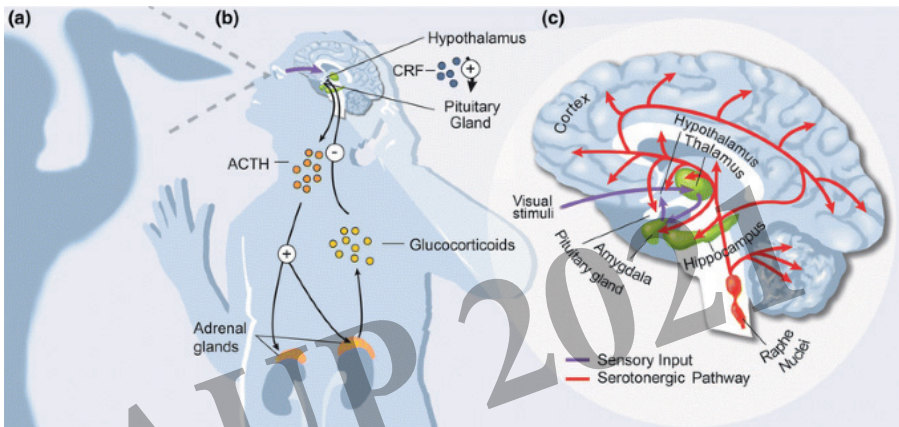 (a)
(b)
(c)
Hypothalamus
CRF
+
Pituitary
Gland
ACTH
-
Glucocorticoids
+
Adrenal
glands
Cortex
Hypothalamus
Thalamus
Visual
stimuli
Pituitary gland
Amygdala
Hippocampus
Raphe
Nuclei
Sensory Input
Serotonergic Pathway